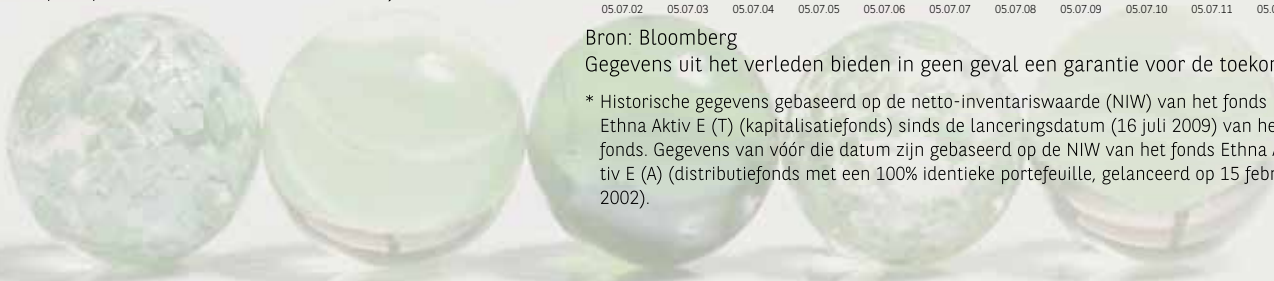 05.07.02 05.07.03 05.07.04 05.07.05 05.07.06 05.07.07 05.07.08 05.07.09 05.07.10 05.07.11
Bron: Bloomberg
Gegevens uit het verleden bieden in geen geval een garantie voor de
* Historische gegevens gebaseerd op de netto-inventariswaarde (NIW) van het fonds
Ethna Aktiv E (T) (kapitalisatiefonds) sinds de lanceringsdatum (16 juli 2009) van
fonds. Gegevens van vóór die datum zijn gebaseerd op de NIW van het fonds Ethna
tiv E (A) (distributiefonds met een 100% identieke portefeuille, gelanceerd op 15
2002).